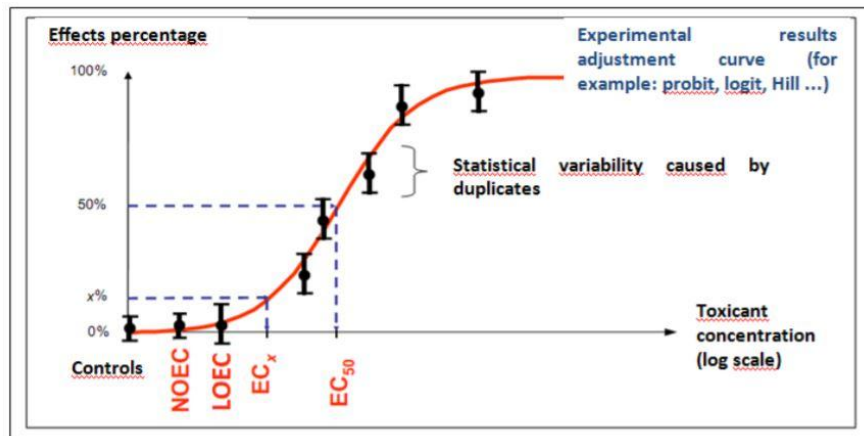 Effects percentage
Experimental results
adjustment curve (for
example: probit, logit, Hill ...)
100%
Statistical variability caused by
duplicates
50%
x%
0%
Toxicant
concentration
(log scale)
Controls
NOEC
LOEC
ECx
EC50